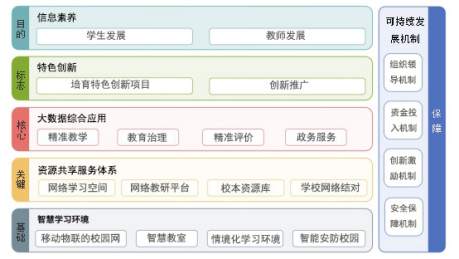 目的
信息素养
学生发展
教师发展
标志
特色创新
培育特色创新项目
创新推广
核心
大数据综合应用
精准教学
教育治理
精准评价
政务服务
关键
资源共享服务体系
网络学习空间
网络教研平台
校本资源库
学校网络结对
基础
智慧学习环境
移动物联的校园网
智慧教室
情境化学习环境
智能安防校园
可持续发
展机制
组织领
导机制
资金投
入机制
创新激
励机制
安全保
障机制
保障